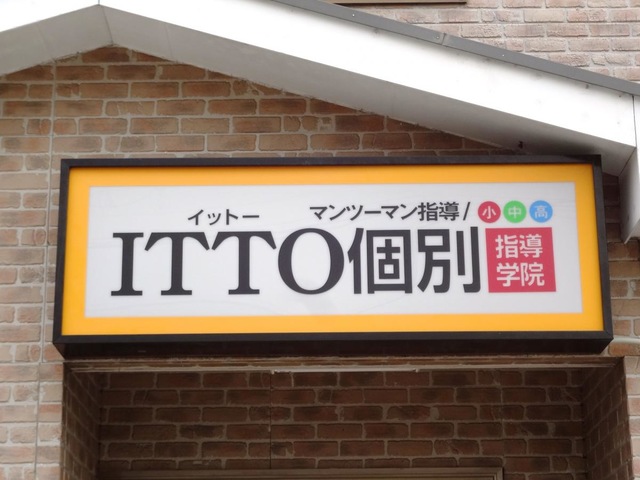 イットー マンツーマン指導/ 小 中 高
ITTO個別 指導
学院